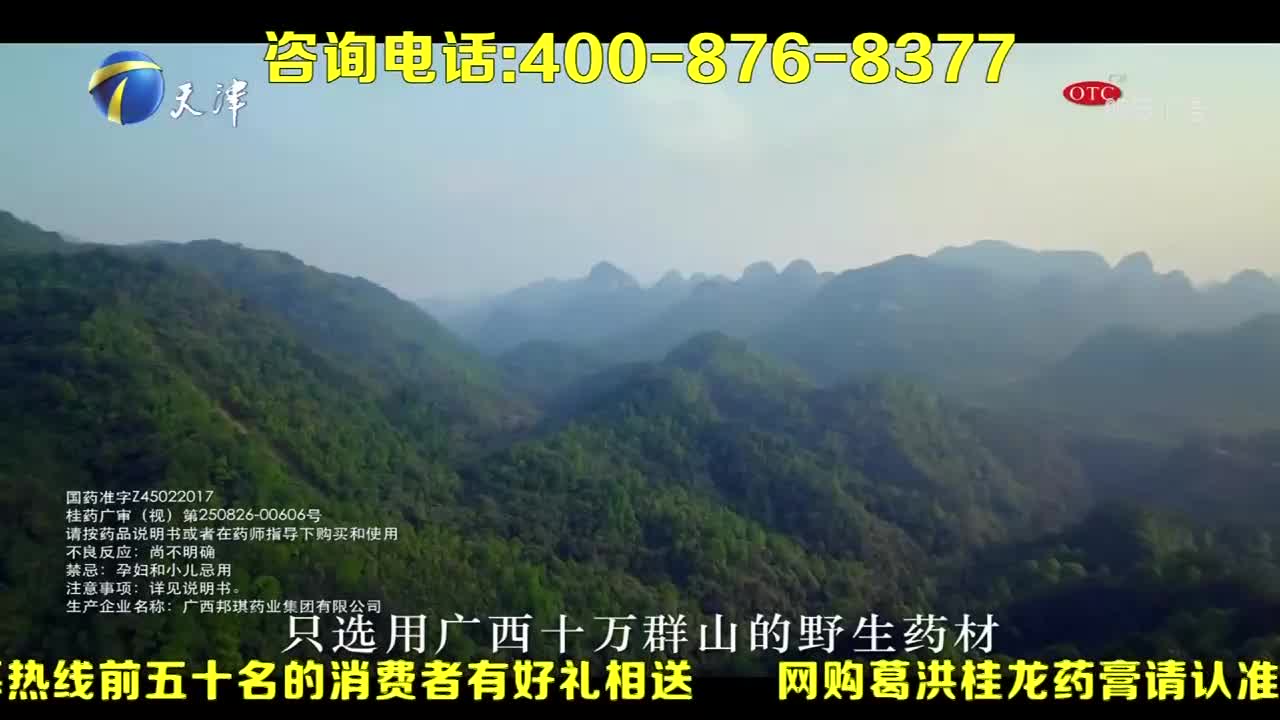 咨询电话:400-876-8377
天津
OTC
国药准字Z45022017
桂药广审（视）第250826-00606号
请按药品说明书或者在药师指导下购买和使用
不良反应：尚不明确
禁忌：孕妇和小儿忌用
注意事项：详见说明书。
生产企业名称：广西邦琪药业集团有限公司
只选用广西十万群山的野生药材
热线前五十名的消费者有好礼相送 网购葛洪桂龙药膏请认准